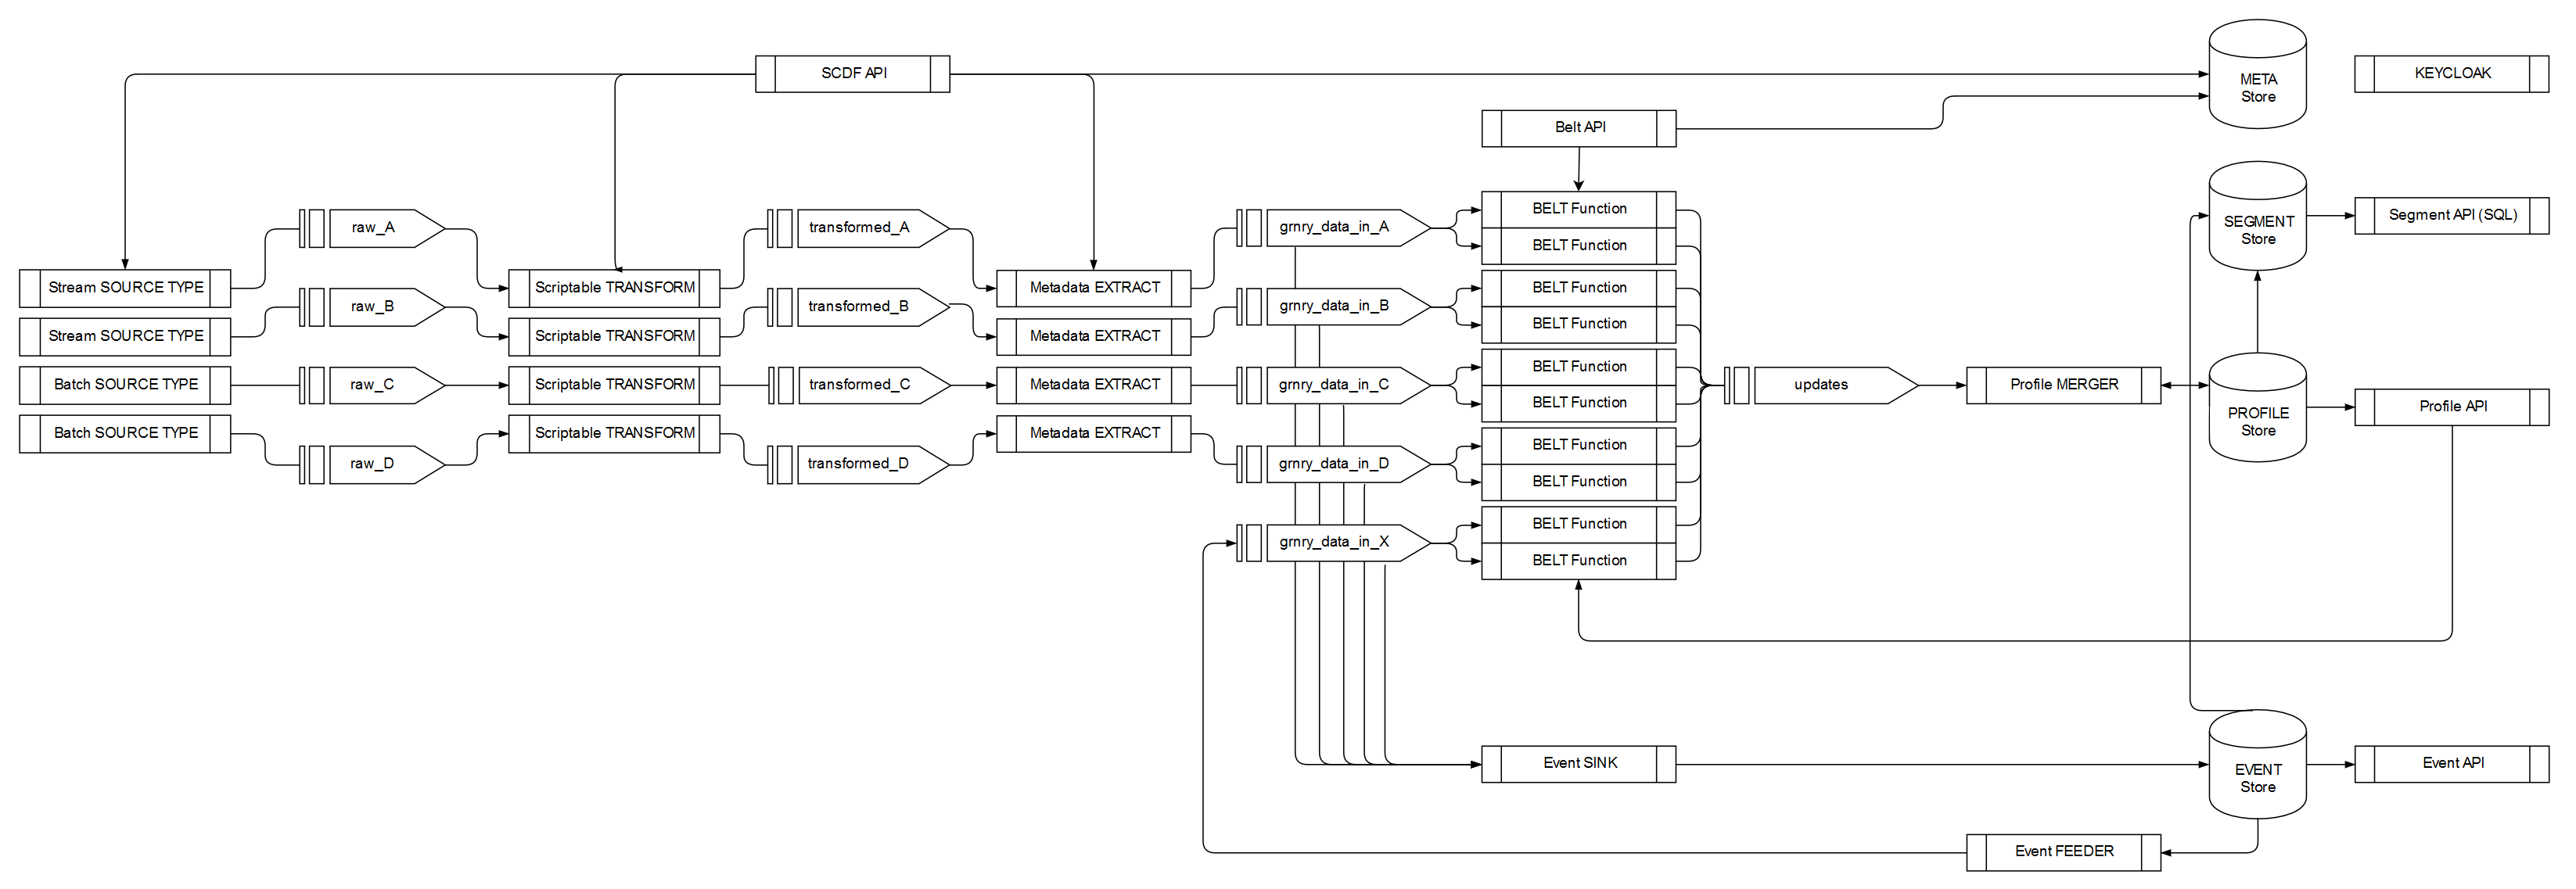 SCDF API
META
Store
KEYCLOAK
Belt API
raw_A
transformed_A
grnry_data_in_A
BELT Function
BELT Function
SEGMENT
Store
Segment API (SQL)
Stream SOURCE TYPE
Scriptable TRANSFORM
Metadata EXTRACT
raw_B
transformed_B
grnry_data_in_B
BELT Function
BELT Function
Stream SOURCE TYPE
Scriptable TRANSFORM
Metadata EXTRACT
Batch SOURCE TYPE
raw_C
Scriptable TRANSFORM
transformed_C
Metadata EXTRACT
grnry_data_in_C
BELT Function
BELT Function
updates
Profile MERGER
PROFILE
Store
Profile API
Batch SOURCE TYPE
Scriptable TRANSFORM
Metadata EXTRACT
raw_D
transformed_D
grnry_data_in_D
BELT Function
BELT Function
grnry_data_in_X
BELT Function
BELT Function
Event SINK
EVENT
Store
Event API
Event FEEDER